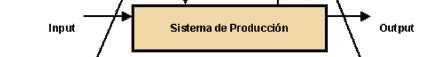 Input
Sistema de Producción
Output